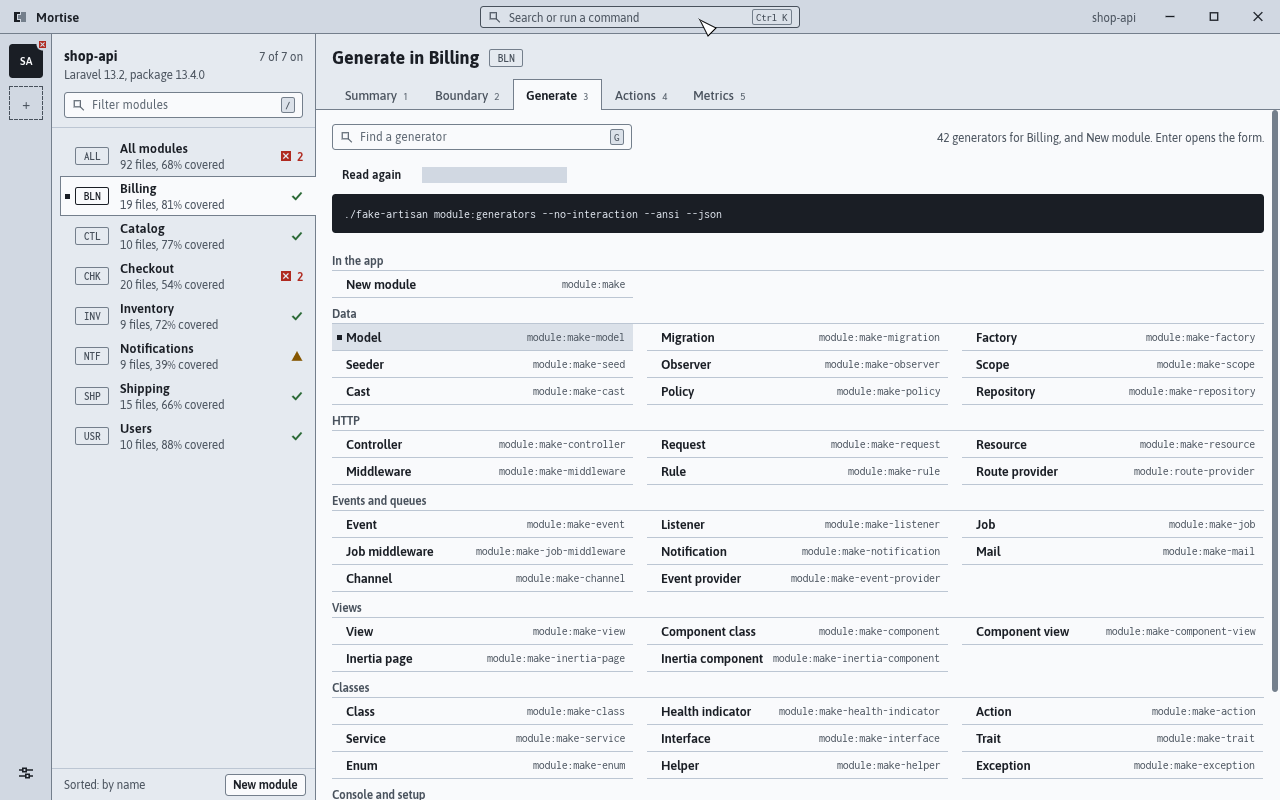 Mortise
Search or run a command
Ctrl K
shop-api
SA
+
shop-api
7 of 7 on
Laravel 13.2, package 13.4.0
Filter modules
/
ALL
All modules
92 files, 68% covered
2
BLN
Billing
19 files, 81% covered
CTL
Catalog
10 files, 77% covered
CHK
Checkout
20 files, 54% covered
2
INV
Inventory
9 files, 72% covered
NTF
Notifications
9 files, 39% covered
SHP
Shipping
15 files, 66% covered
USR
Users
10 files, 88% covered
Sorted: by name
New module
Generate in Billing
BLN
Summary 1
Boundary 2
Generate 3
Actions 4
Metrics 5
Find a generator
G
42 generators for Billing, and New module. Enter opens the form.
Read again
./fake-artisan module:generators --no-interaction --ansi --json
In the app
New module module:make
Data
Model module:make-model
Migration module:make-migration
Factory module:make-factory
Seeder module:make-seed
Observer module:make-observer
Scope module:make-scope
Cast module:make-cast
Policy module:make-policy
Repository module:make-repository
HTTP
Controller module:make-controller
Request module:make-request
Resource module:make-resource
Middleware module:make-middleware
Rule module:make-rule
Route provider module:route-provider
Events and queues
Event module:make-event
Listener module:make-listener
Job module:make-job
Job middleware module:make-job-middleware
Notification module:make-notification
Mail module:make-mail
Channel module:make-channel
Event provider module:make-event-provider
Views
View module:make-view
Component class module:make-component
Component view module:make-component-view
Inertia page module:make-inertia-page
Inertia component module:make-inertia-component
Classes
Class module:make-class
Health indicator module:make-health-indicator
Action module:make-action
Service module:make-service
Interface module:make-interface
Trait module:make-trait
Enum module:make-enum
Helper module:make-helper
Exception module:make-exception
Console and setup